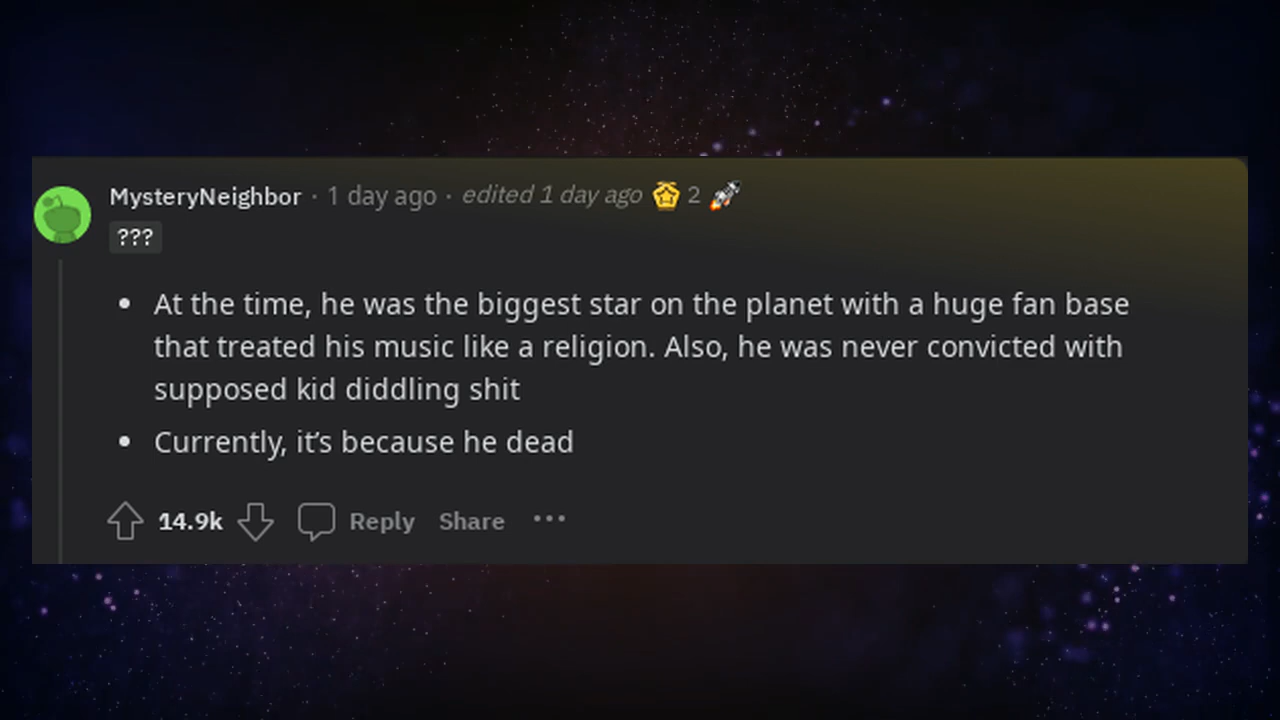 MysteryNeighbor · 1 day ago · edited 1 day ago 2
???
• At the time, he was the biggest star on the planet with a huge fan base
that treated his music like a religion. Also, he was never convicted with
supposed kid diddling shit
• Currently, it’s because he dead
14.9k Reply Share ···